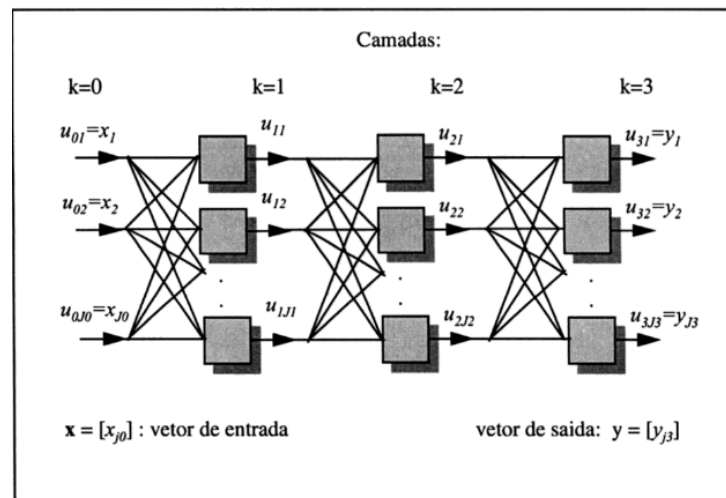 Camadas:
k=0 k=1 k=2 k=3
u01=x1 u11 u21 u31=y1
u02=x2 u12 u22 u32=y2
u0J0=xJ0 u1J1 u2J2 u3J3=yJ3
x = [xj0] : vetor de entrada vetor de saida: y = [yj3]